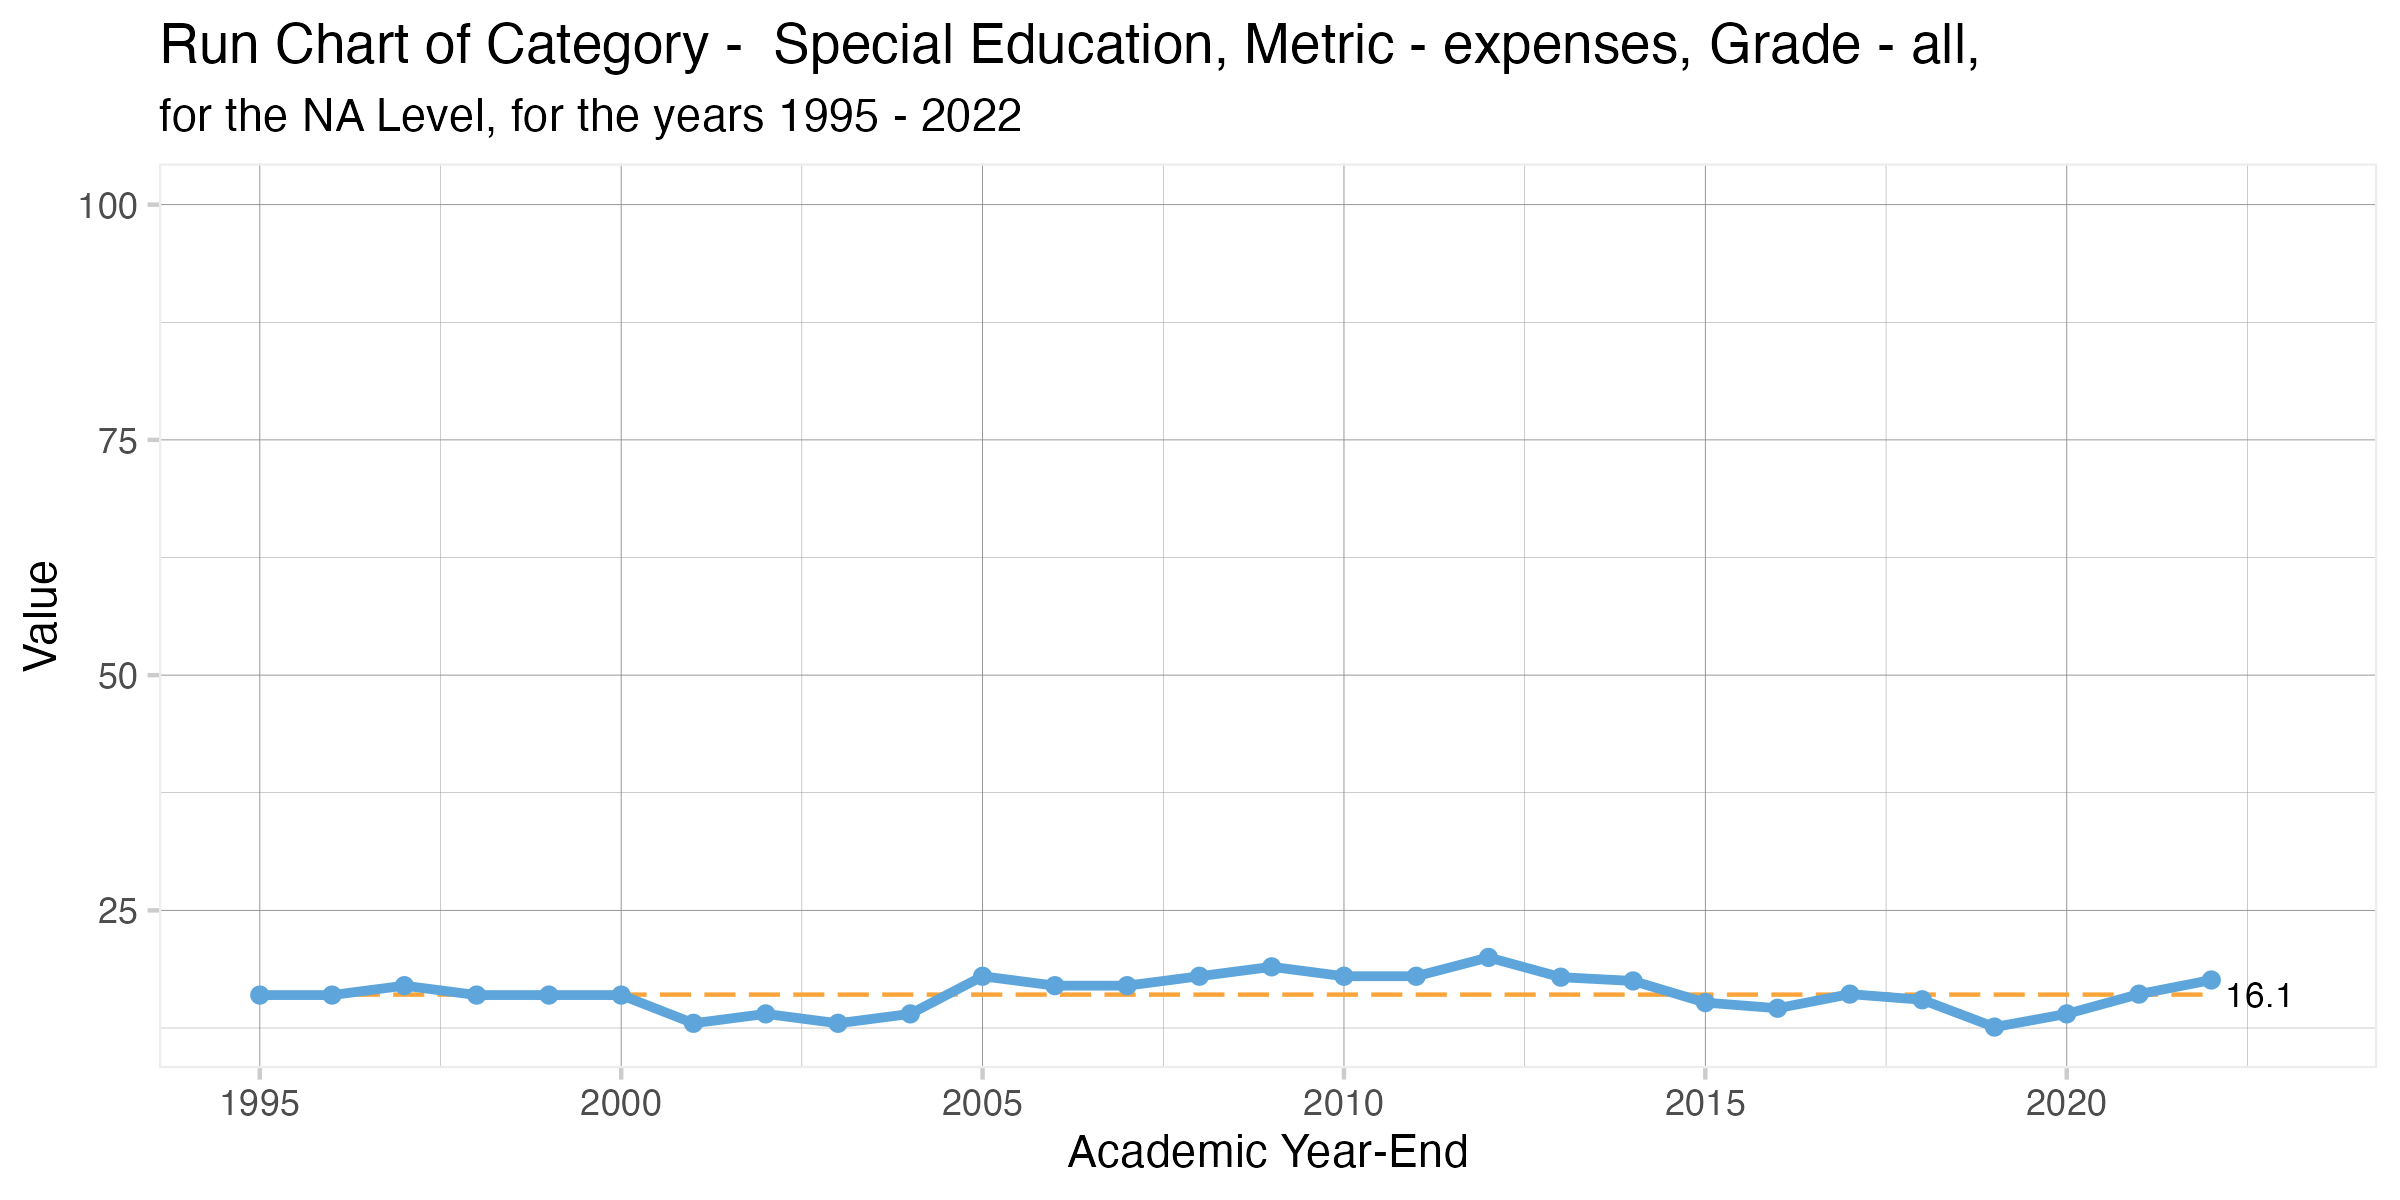 Run Chart of Category -  Special Education, Metric - expenses, Grade - all,
for the NA Level, for the years 1995 - 2022
100
75
50
25
Value
16.1
1995 2000 2005 2010 2015 2020
Academic Year-End